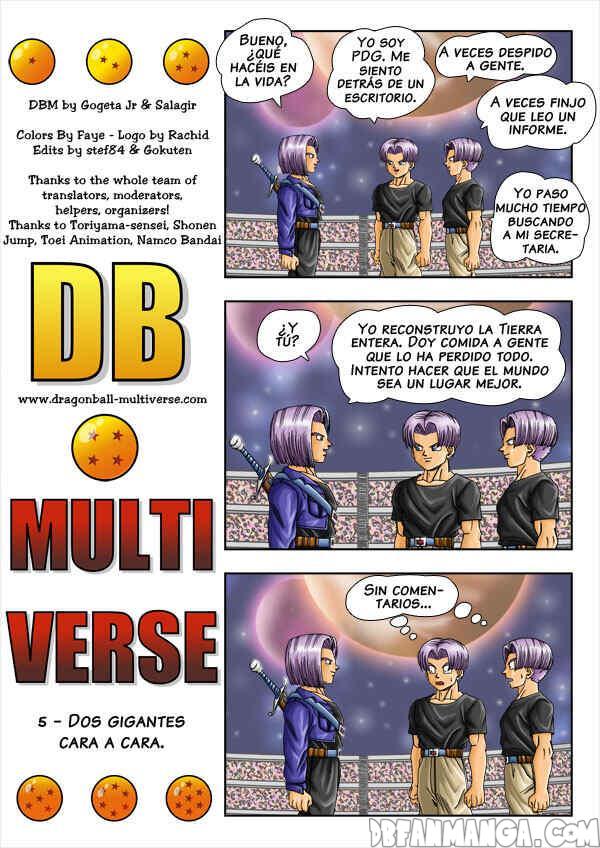 DBM by Gogeta Jr & Salagir
Colors By Faye - Logo by Rachid
Edits by stef84 & Gokuten
Thanks to the whole team of
translators, moderators,
helpers, organizers!
Thanks to Toriyama-sensei, Shonen
Jump, Toei Animation, Namco Bandai
DB
www.dragonball-multiverse.com
MULTI
VERSE
5 - Dos gigantes
cara a cara.
Bueno,
¿qué
hacéis en
la vida?
Yo soy
PDG. Me
siento
detrás de
un
escritorio.
A veces despido
a gente.
A veces finjo
que leo un
informe.
Yo paso
mucho tiempo
buscando
a mi secre-
taria.
¿Y
tú?
Yo reconstruyo la Tierra
entera. Doy comida a gente
que lo ha perdido todo.
Intento hacer que el mundo
sea un lugar mejor.
Sin comen-
tarios...
DBFANMANGA.COM